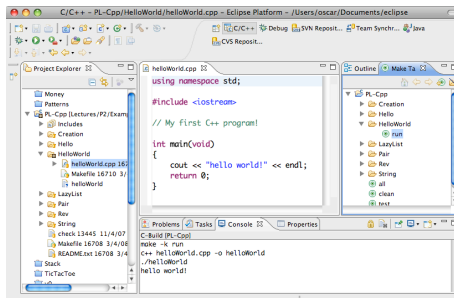 C/C++ – PL-Cpp/HelloWorld/helloWorld.cpp – Eclipse Platform – /Users/oscar/Documents/eclipse
C/C++ Debug SVN Reposit... Team Synchr... Java
CVS Reposit...
Project Explorer
Money
Patterns
PL-Cpp [Lectures/P2/Examp
Includes
Creation
Hello
HelloWorld
helloWorld.cpp 167
Makefile 16710 3/
helloWorld
LazyList
Pair
Rev
String
check 13445 11/4/07
Makefile 16708 3/4/08
README.txt 16708 3/4
Stack
TicTacToe
helloWorld.cpp
using namespace std;
#include <iostream>
// My first C++ program!
int main(void)
{
cout << "hello world!" << endl;
return 0;
}
Outline Make Ta
PL-Cpp
Creation
Hello
HelloWorld
run
LazyList
Pair
Rev
String
all
clean
test
Problems Tasks Console Properties
C-Build [PL-Cpp]
make -k run
c++ helloWorld.cpp -o helloWorld
./helloWorld
hello world!